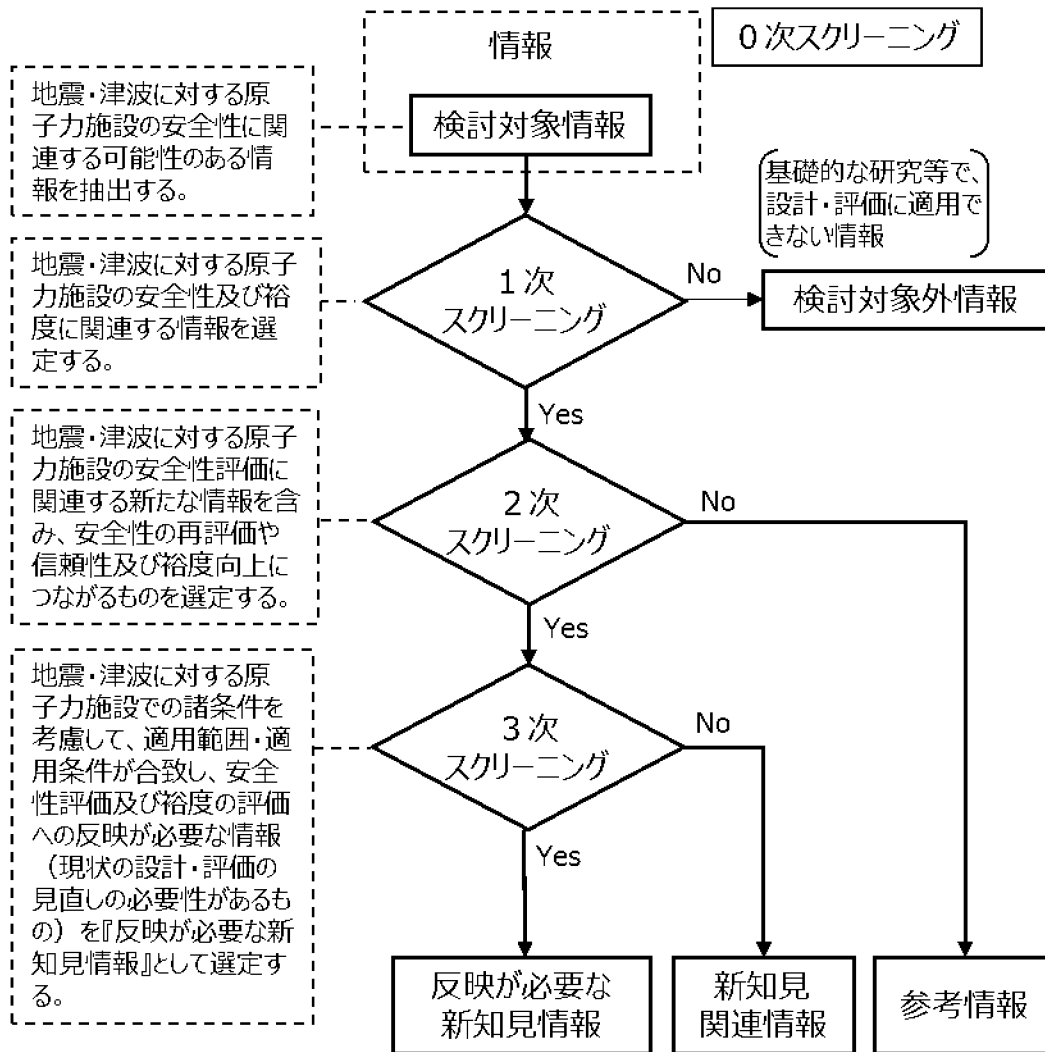 情報
０次スクリーニング
地震・津波に対する原
子力施設の安全性に関
連する可能性のある情
報を抽出する。
検討対象情報
基礎的な研究等で、
設計・評価に適用で
きない情報
地震・津波に対する原子
力施設の安全性及び裕
度に関連する情報を選
定する。
１次
スクリーニング
No
検討対象外情報
Yes
地震・津波に対する原子
力施設の安全性評価に
関連する新たな情報を含
み、安全性の再評価や
信頼性及び裕度向上に
つながるものを選定する。
２次
スクリーニング
No
Yes
地震・津波に対する原
子力施設での諸条件を
考慮して、適用範囲・適
用条件が合致し、安全
性評価及び裕度の評価
への反映が必要な情報
（現状の設計・評価の
見直しの必要性があるも
の）を『反映が必要な新
知見情報』として選定す
る。
３次
スクリーニング
No
Yes
反映が必要な
新知見情報
新知見
関連情報
参考情報